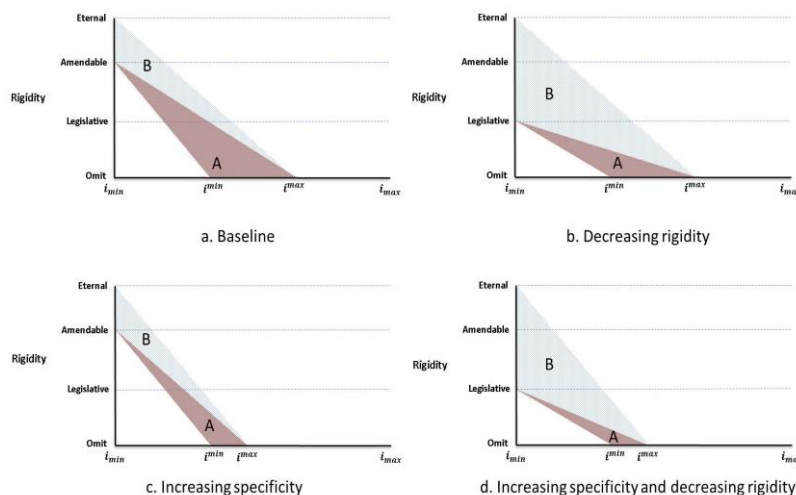 Eternal
Amendable
B
Rigidity
Legislative
A
Omit
i_min i^min i^max i_max
a. Baseline
Eternal
Amendable
B
Rigidity
Legislative
A
Omit
i_min i^min i^max i_ma
b. Decreasing rigidity
Eternal
Amendable
B
Rigidity
Legislative
A
Omit
i_min i^min i^max i_max
c. Increasing specificity
Eternal
Amendable
Rigidity
B
Legislative
A
Omit
i_min i^min i^max i_ma
d. Increasing specificity and decreasing rigidity